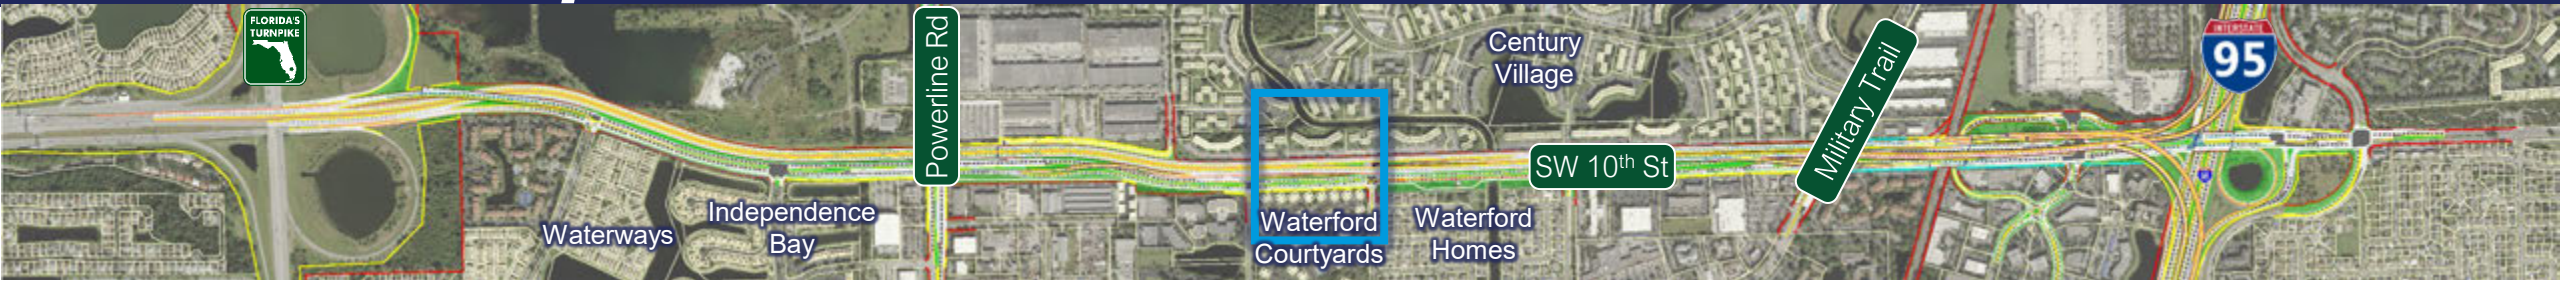 FLORIDA'S
TURNPIKE
Powerline Rd
Century
Village
Military Trail
INTERSTATE
95
SW 10th St
Waterways
Independence
Bay
Waterford
Courtyards
Waterford
Homes